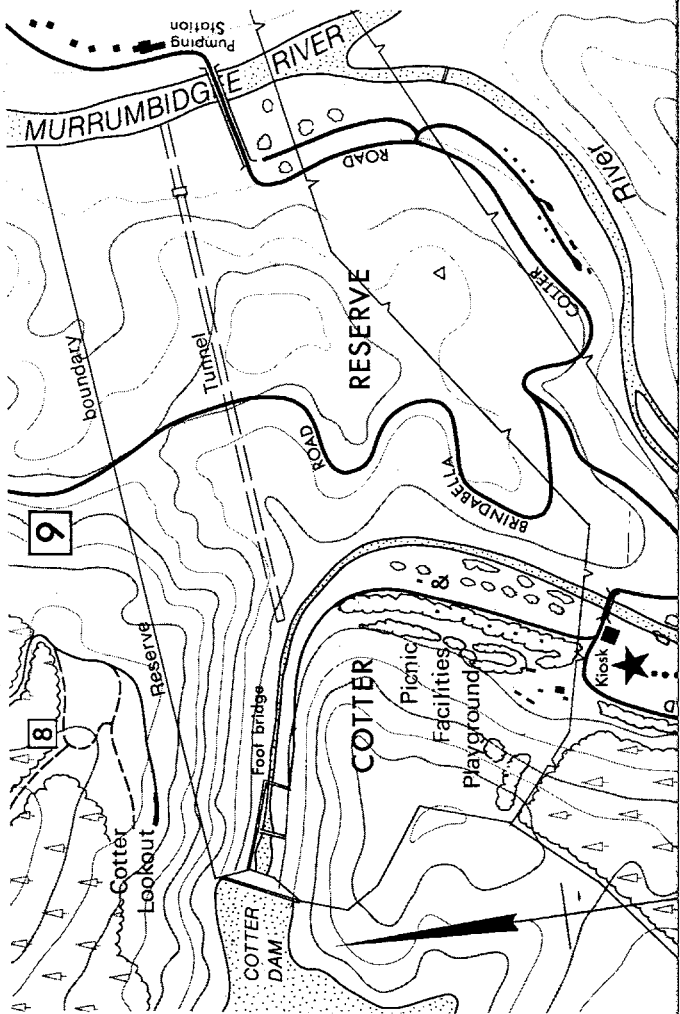 Pumping
Station
MURRUMBIDGEE RIVER
ROAD
River
COTTER
RESERVE
Tunnel
boundary
ROAD
BRINDABELLA
9
Reserve
8
Cotter
Lookout
Foot bridge
COTTER
Picnic &
Facilities
Playground
Kiosk
COTTER
DAM